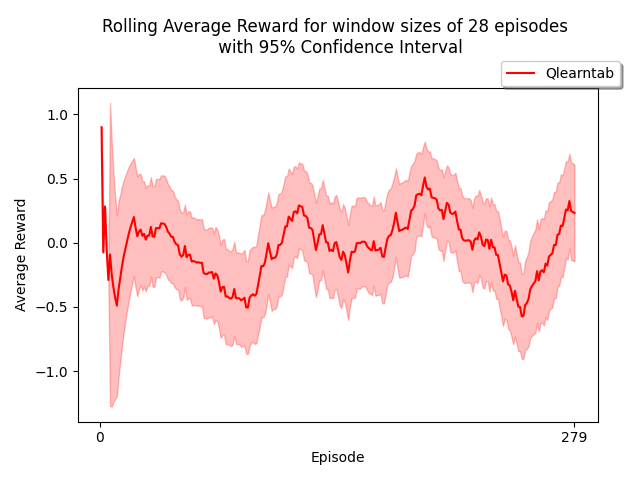 Rolling Average Reward for window sizes of 28 episodes
with 95% Confidence Interval
Qlearntab
1.0
0.5
0.0
−0.5
−1.0
Average Reward
0
279
Episode